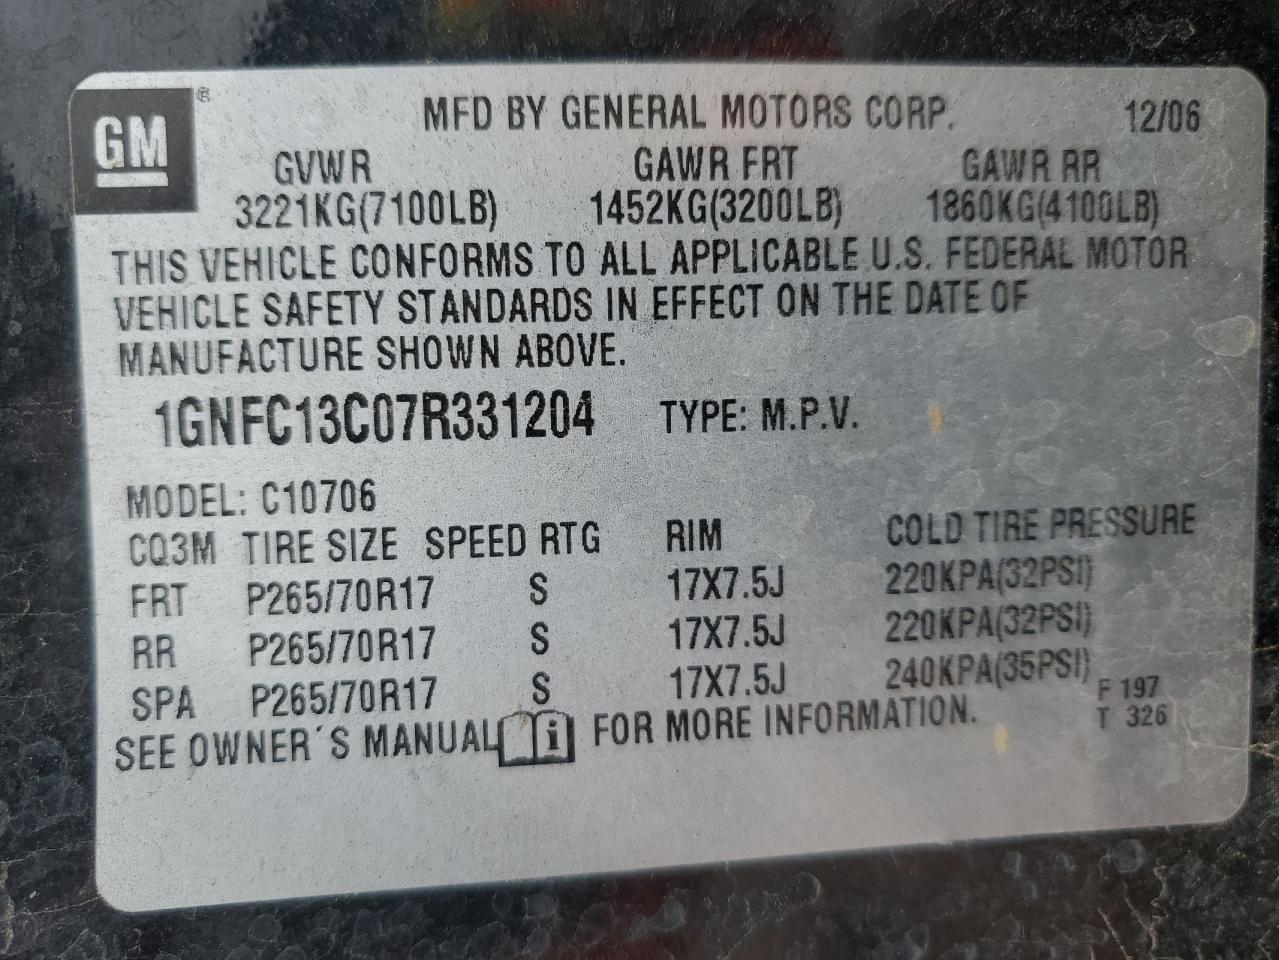 GM ®
MFD BY GENERAL MOTORS CORP. 12/06
GVWR GAWR FRT GAWR RR
3221KG(7100LB) 1452KG(3200LB) 1860KG(4100LB)
THIS VEHICLE CONFORMS TO ALL APPLICABLE U.S. FEDERAL MOTOR
VEHICLE SAFETY STANDARDS IN EFFECT ON THE DATE OF
MANUFACTURE SHOWN ABOVE.
1GNFC13C07R331204 TYPE: M.P.V.
MODEL: C10706
CQ3M TIRE SIZE SPEED RTG RIM COLD TIRE PRESSURE
FRT P265/70R17 S 17X7.5J 220KPA(32PSI)
RR P265/70R17 S 17X7.5J 220KPA(32PSI)
SPA P265/70R17 S 17X7.5J 240KPA(35PSI)
F 197
T 326
SEE OWNER´S MANUAL i FOR MORE INFORMATION.